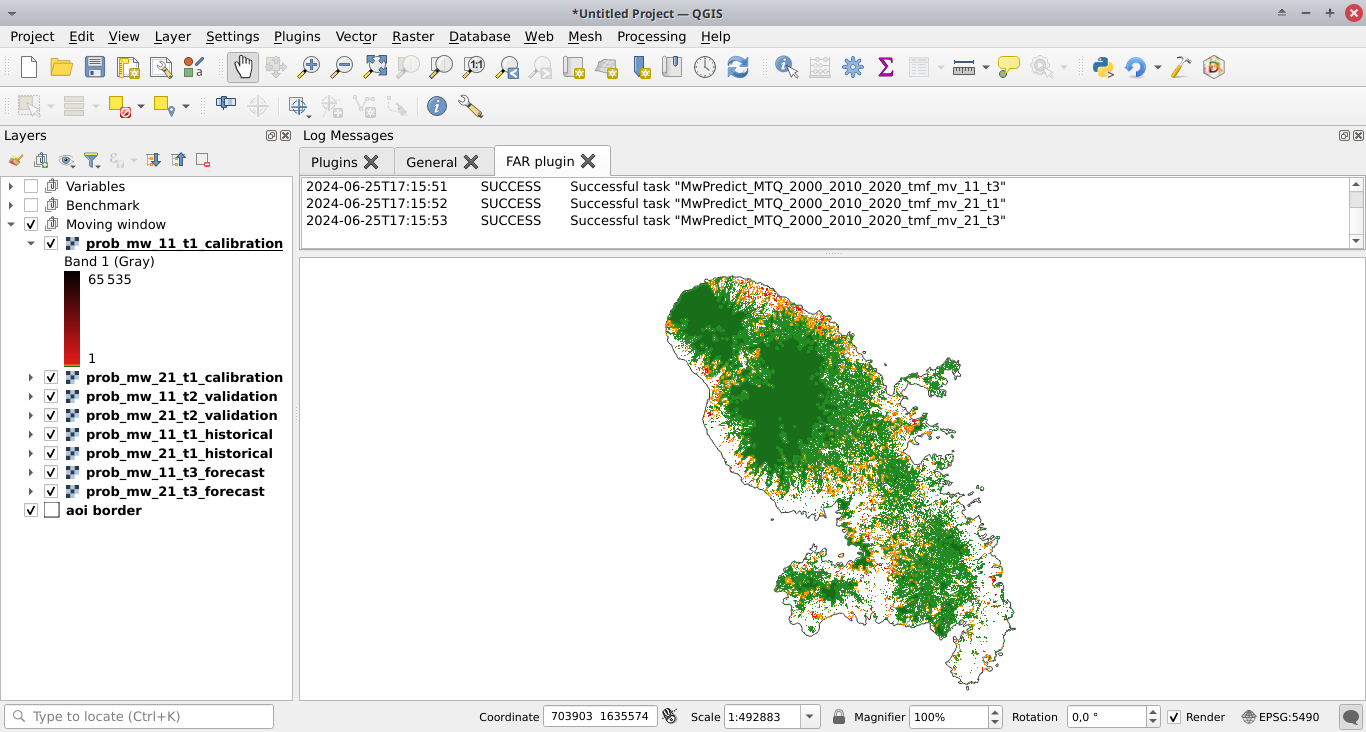 *Untitled Project — QGIS
Project Edit View Layer Settings Plugins Vector Raster Database Web Mesh Processing Help
1:1
Layers
Variables
Benchmark
Moving window
prob_mw_11_t1_calibration
Band 1 (Gray)
65 535
1
prob_mw_21_t1_calibration
prob_mw_11_t2_validation
prob_mw_21_t2_validation
prob_mw_11_t1_historical
prob_mw_21_t1_historical
prob_mw_11_t3_forecast
prob_mw_21_t3_forecast
aoi border
Log Messages
Plugins General FAR plugin
2024-06-25T17:15:51 SUCCESS Successful task "MwPredict_MTQ_2000_2010_2020_tmf_mv_11_t3"
2024-06-25T17:15:52 SUCCESS Successful task "MwPredict_MTQ_2000_2010_2020_tmf_mv_21_t1"
2024-06-25T17:15:53 SUCCESS Successful task "MwPredict_MTQ_2000_2010_2020_tmf_mv_21_t3"
Type to locate (Ctrl+K) Coordinate 703903 1635574 Scale 1:492883 Magnifier 100% Rotation 0,0 ° Render EPSG:5490